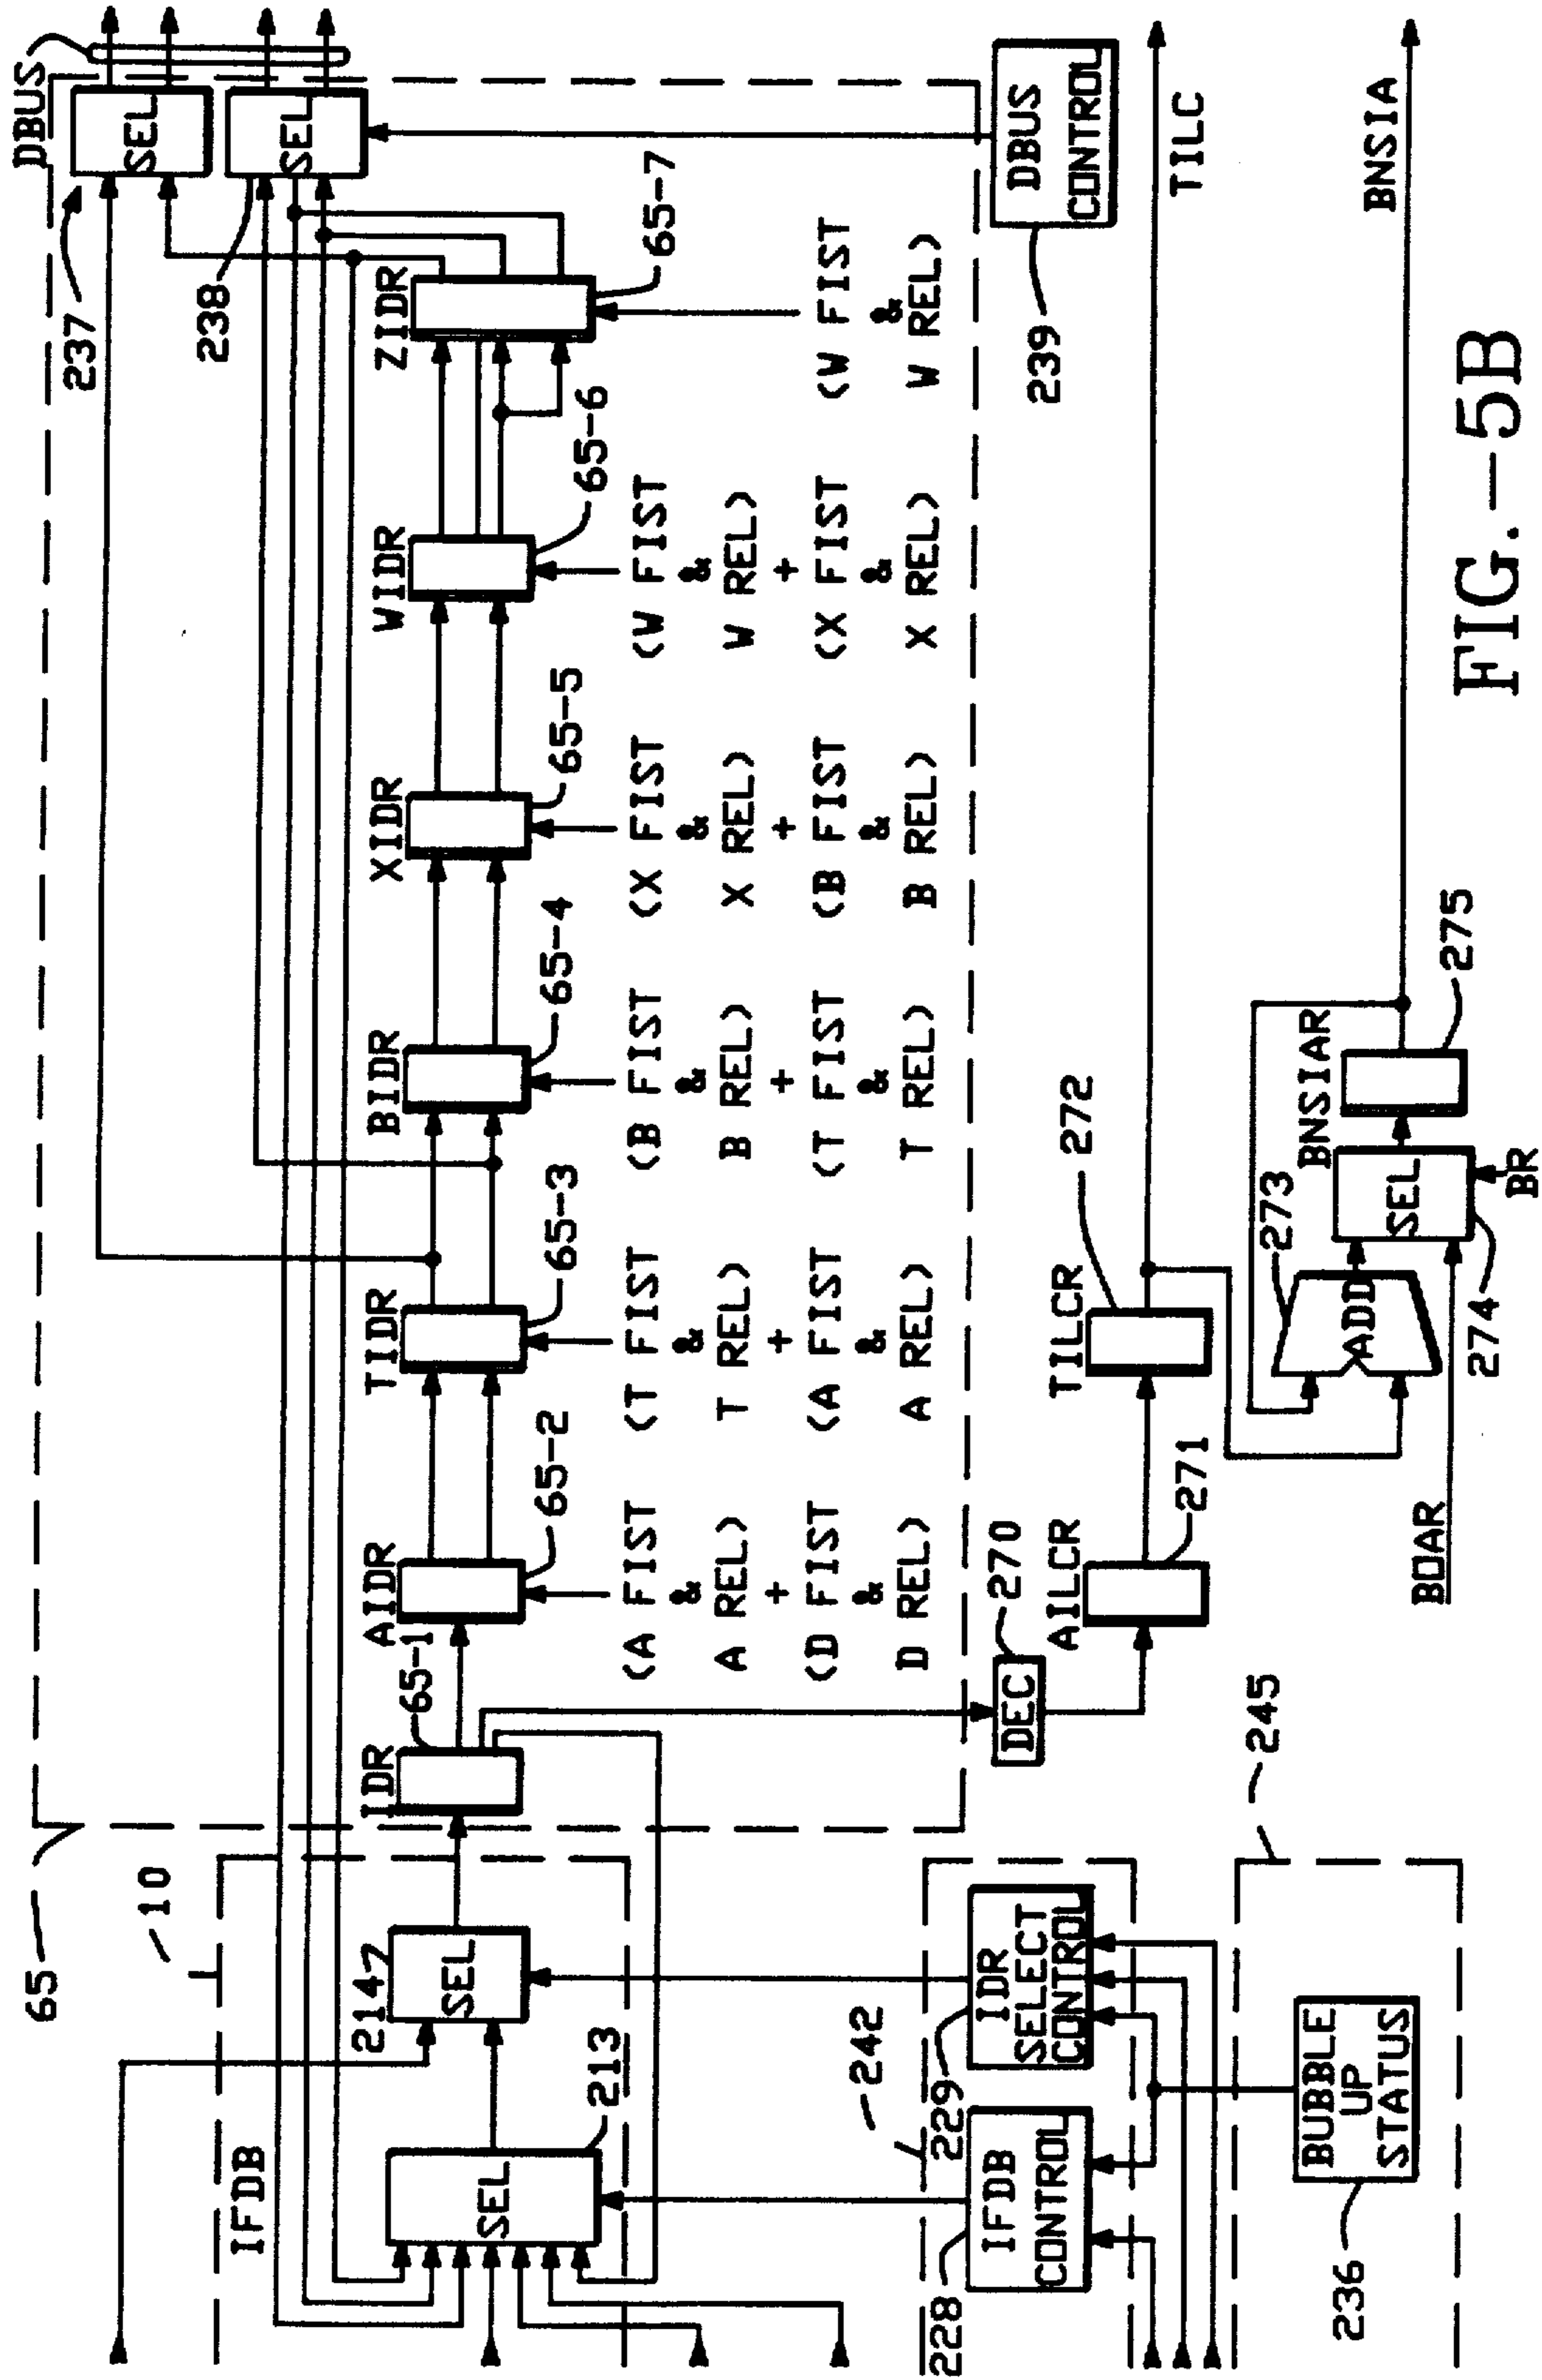 65
10
IFDB
SEL
213
214
SEL
IDR
65-1
AIDR
65-2
(A FIST
&
A REL)
+
(D FIST
&
D REL)
TIDR
65-3
(T FIST
&
T REL)
+
(A FIST
&
A REL)
BIDR
65-4
(B FIST
&
B REL)
+
(T FIST
&
T REL)
XIDR
65-5
(X FIST
&
X REL)
+
(B FIST
&
B REL)
WIDR
65-6
(W FIST
&
W REL)
+
(X FIST
&
X REL)
ZIDR
65-7
(W FIST
&
W REL)
237
238
DBUS
SEL
SEL
239
DBUS
CONTROL
242
228
IFDB
CONTROL
229
IDR
SELECT
CONTROL
245
236
BUBBLE
UP
STATUS
DEC
270
AILCR
271
TILCR
272
TILC
BDAR
273
ADD
274
SEL
BR
BNSIAR
275
BNSIA
FIG.-5B